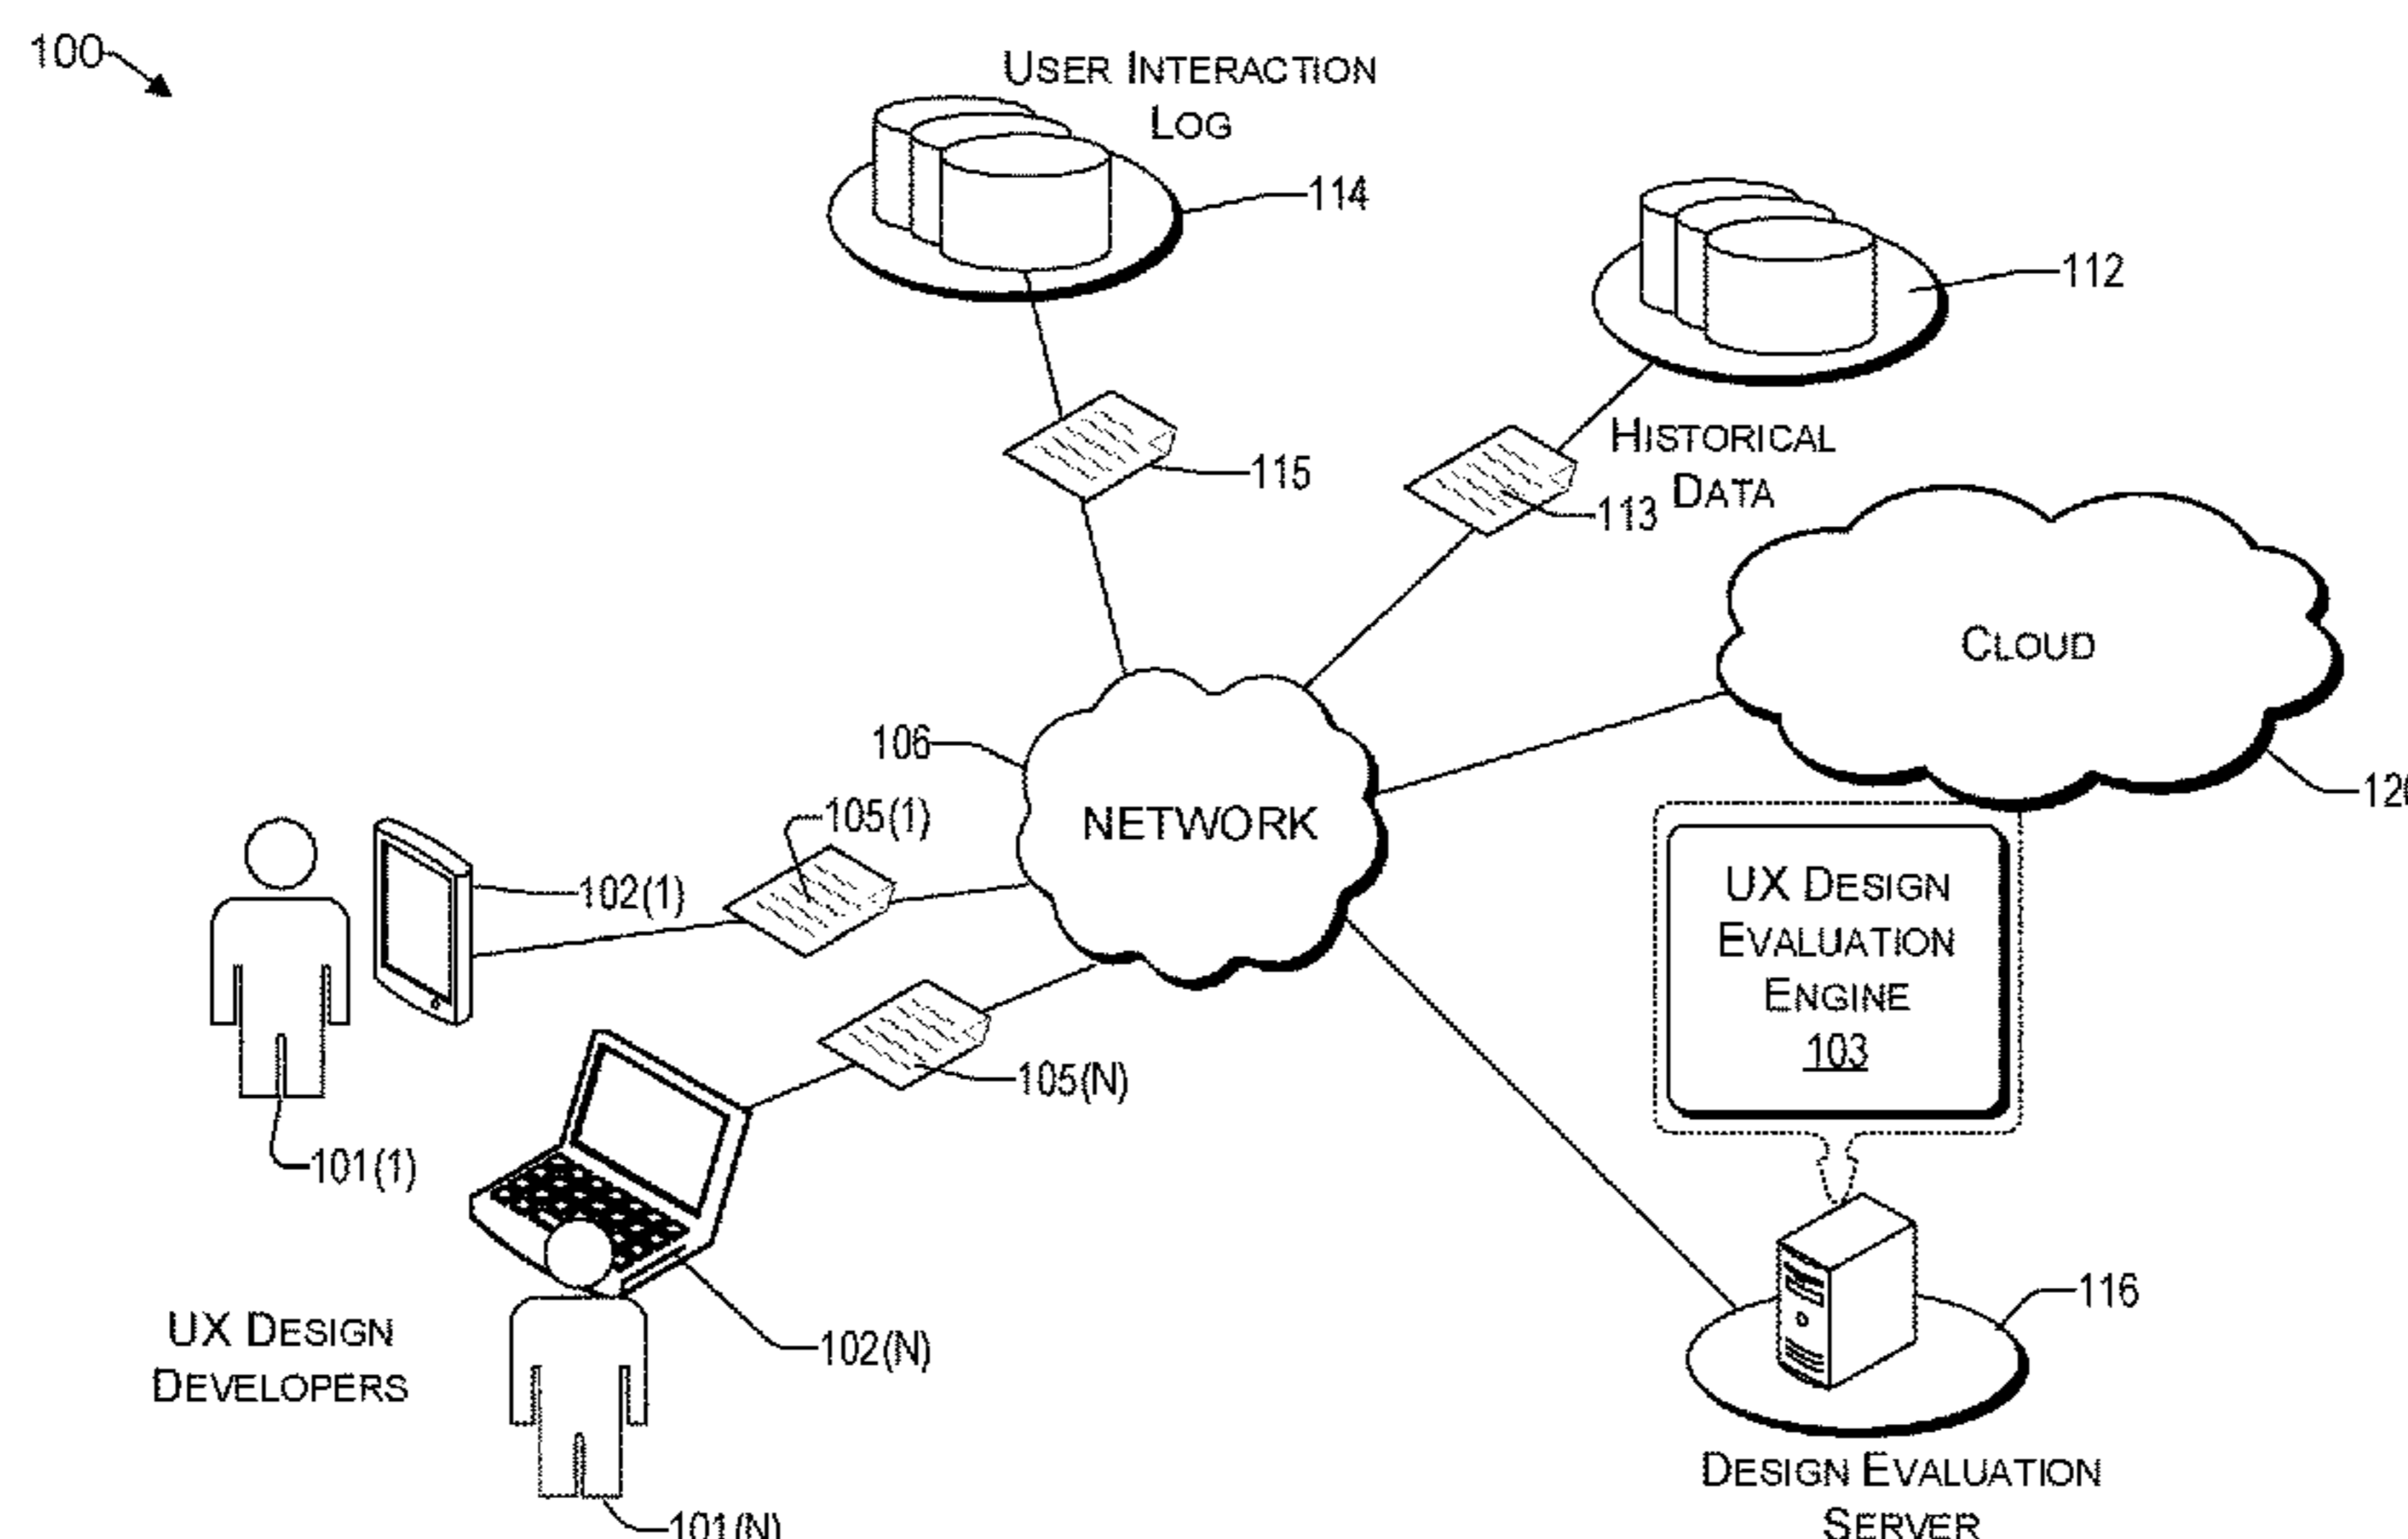 100
USER INTERACTION
LOG
114
112
115
HISTORICAL
DATA
113
CLOUD
106
NETWORK
105(1)
102(1)
UX DESIGN
EVALUATION
ENGINE
103
105(N)
101(1)
116
UX DESIGN
DEVELOPERS
102(N)
DESIGN EVALUATION
SERVER
101(N)